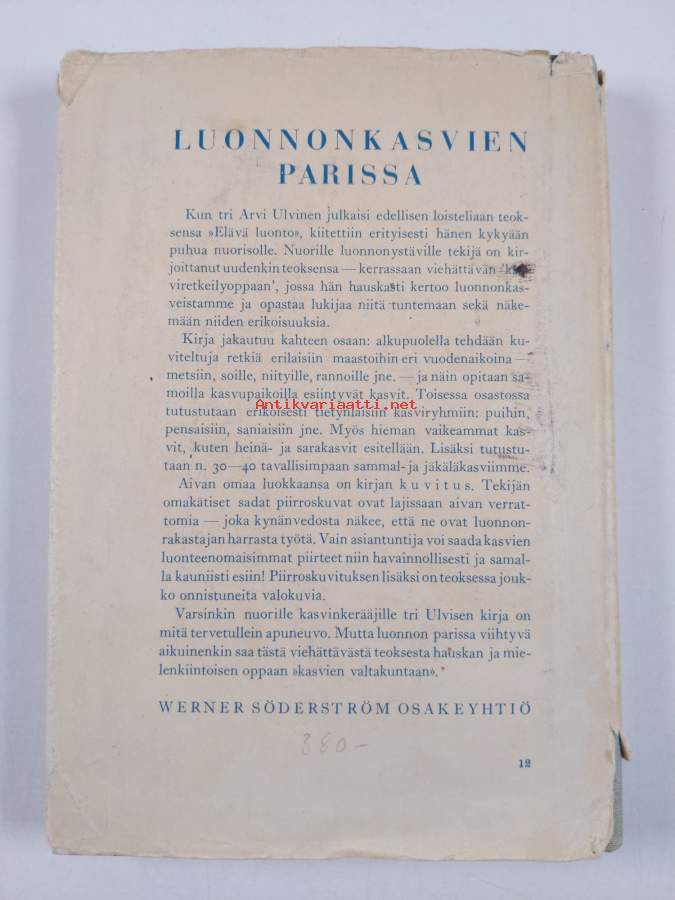 LUONNONKASVIEN
PARISSA
Kun tri Arvi Ulvinen julkaisi edellisen loisteliaan teok-
sensa »Elävä luonto», kiitettiin erityisesti hänen kykyään
puhua nuorisolle. Nuorille luonnonystäville tekijä on kir-
joittanut uudenkin teoksensa — kerrassaan viehättävän
viretkeilyoppaan', jossa hän hauskasti kertoo luonnonkas-
veistamme ja opastaa lukijaa niitä tuntemaan sekä näke-
mään niiden erikoisuuksia.
Kirja jakautuu kahteen osaan: alkupuolella tehdään ku-
viteltuja retkiä erilaisiin maastoihin eri vuodenaikoina —
metsiin, soille, niityille, rannoille jne. — ja näin opitaan sa-
moilla kasvupaikoilla esiintyvät kasvit. Toisessa osastossa
Antikvariaatti.net
tutustutaan erikoisesti tietynlaisiin kasviryhmiin: puihin,
pensaisiin, saniaisiin jne. Myös hieman vaikeammat kas-
vit, kuten heinä- ja sarakasvit esitellään. Lisäksi tutustu-
taan n. 30—40 tavallisimpaan sammal- ja jäkäläkasviimme.
Aivan omaa luokkaansa on kirjan kuvitus. Tekijän
omakätiset sadat piirroskuvat ovat lajissaan aivan verrat-
tomia — joka kynänvedosta näkee, että ne ovat luonnon-
rakastajan harrasta työtä. Vain asiantuntija voi saada kasvien
luonteenomaisimmat piirteet niin havainnollisesti ja samal-
la kauniisti esiin! Piirroskuvituksen lisäksi on teoksessa jouk-
ko onnistuneita valokuvia.
Varsinkin nuorille kasvinkerääjille tri Ulvisen kirja on
mitä tervetullein apuneuvo. Mutta luonnon parissa viihtyvä
aikuinenkin saa tästä viehättävästä teoksesta hauskan ja mie-
lenkiintoisen oppaan »kasvien valtakuntaan».
WERNER SÖDERSTRÖM OSAKEYHTIÖ
380-
12